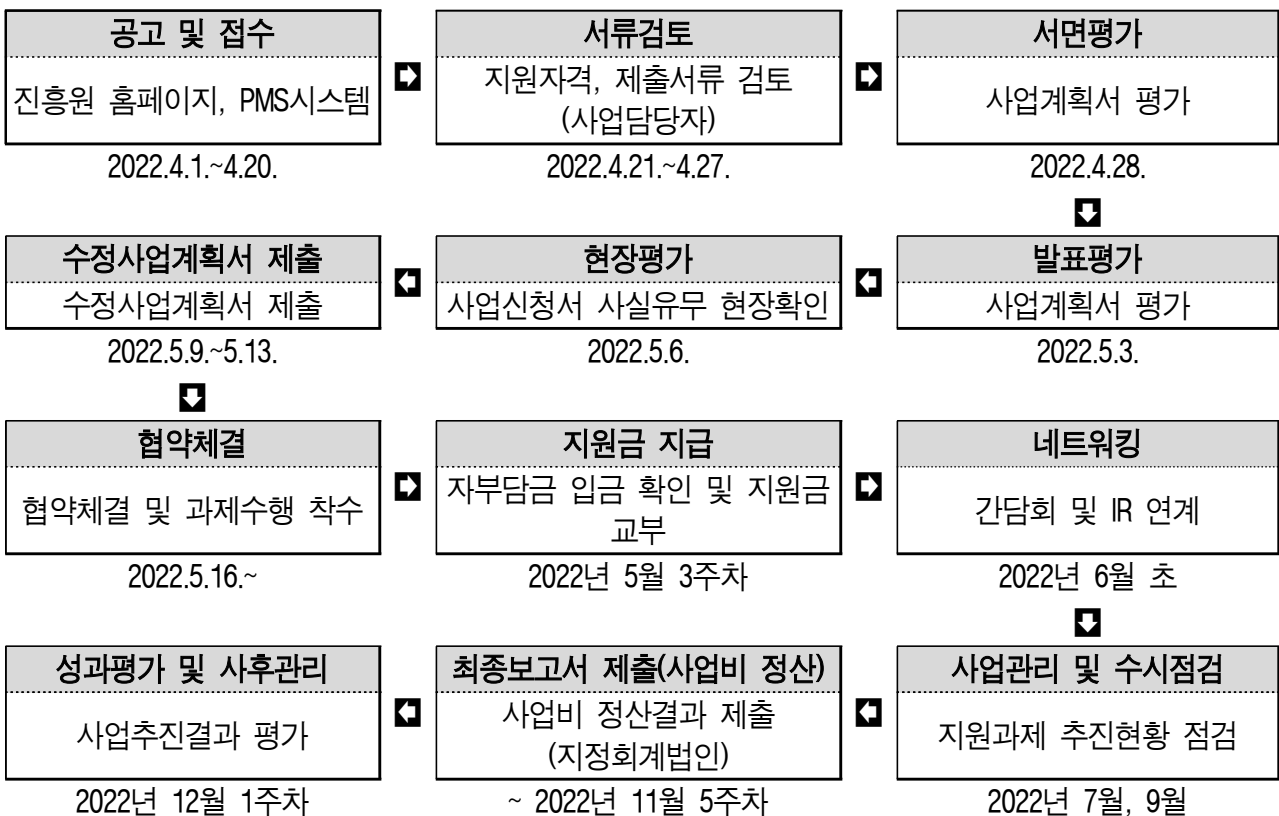 공고 및 접수
진흥원 홈페이지, PMS시스템
2022.4.1.~4.20.
서류검토
지원자격, 제출서류 검토
(사업담당자)
2022.4.21.~4.27.
서면평가
사업계획서 평가
2022.4.28.
발표평가
사업계획서 평가
2022.5.3.
현장평가
사업신청서 사실유무 현장확인
2022.5.6.
수정사업계획서 제출
수정사업계획서 제출
2022.5.9.~5.13.
협약체결
협약체결 및 과제수행 착수
2022.5.16.~
지원금 지급
자부담금 입금 확인 및 지원금
교부
2022년 5월 3주차
네트워킹
간담회 및 IR 연계
2022년 6월 초
사업관리 및 수시점검
지원과제 추진현황 점검
2022년 7월, 9월
최종보고서 제출(사업비 정산)
사업비 정산결과 제출
(지정회계법인)
~ 2022년 11월 5주차
성과평가 및 사후관리
사업추진결과 평가
2022년 12월 1주차